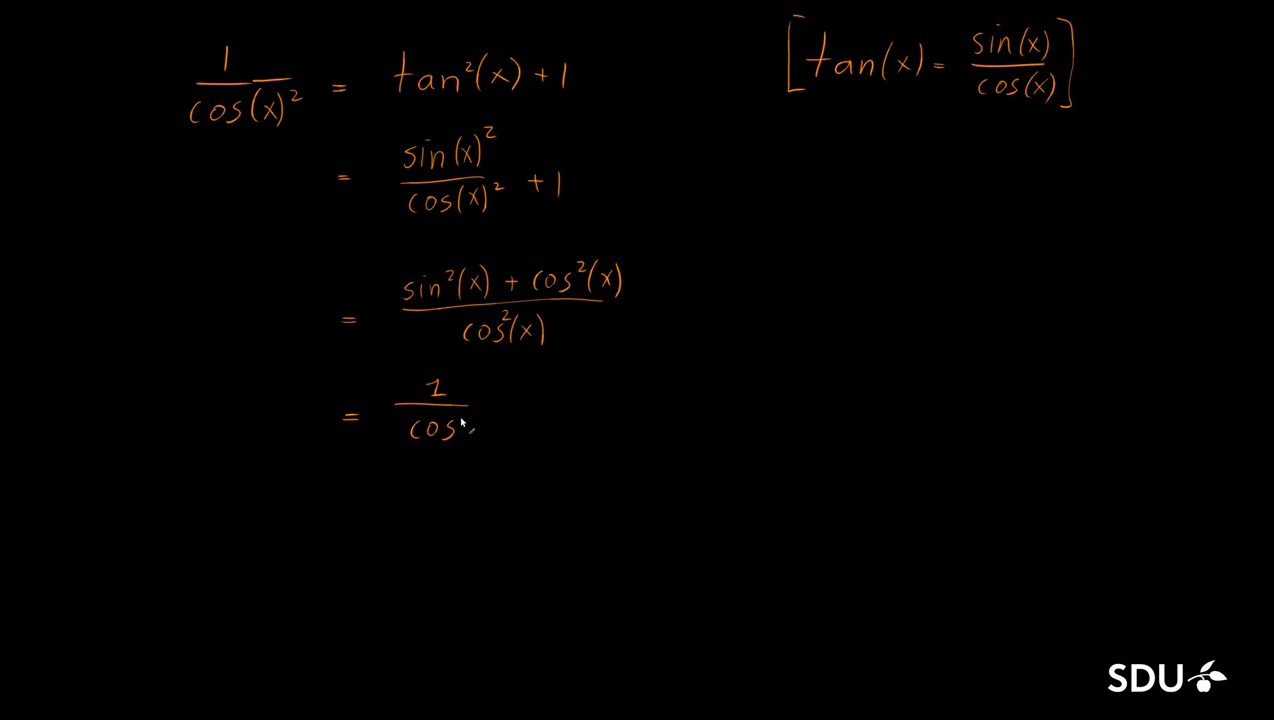 1/cos(x)² = tan²(x) + 1
[tan(x) = sin(x)/cos(x)]
= sin(x)²/cos(x)² + 1
= (sin²(x) + cos²(x))/cos²(x)
= 1/cos
SDU